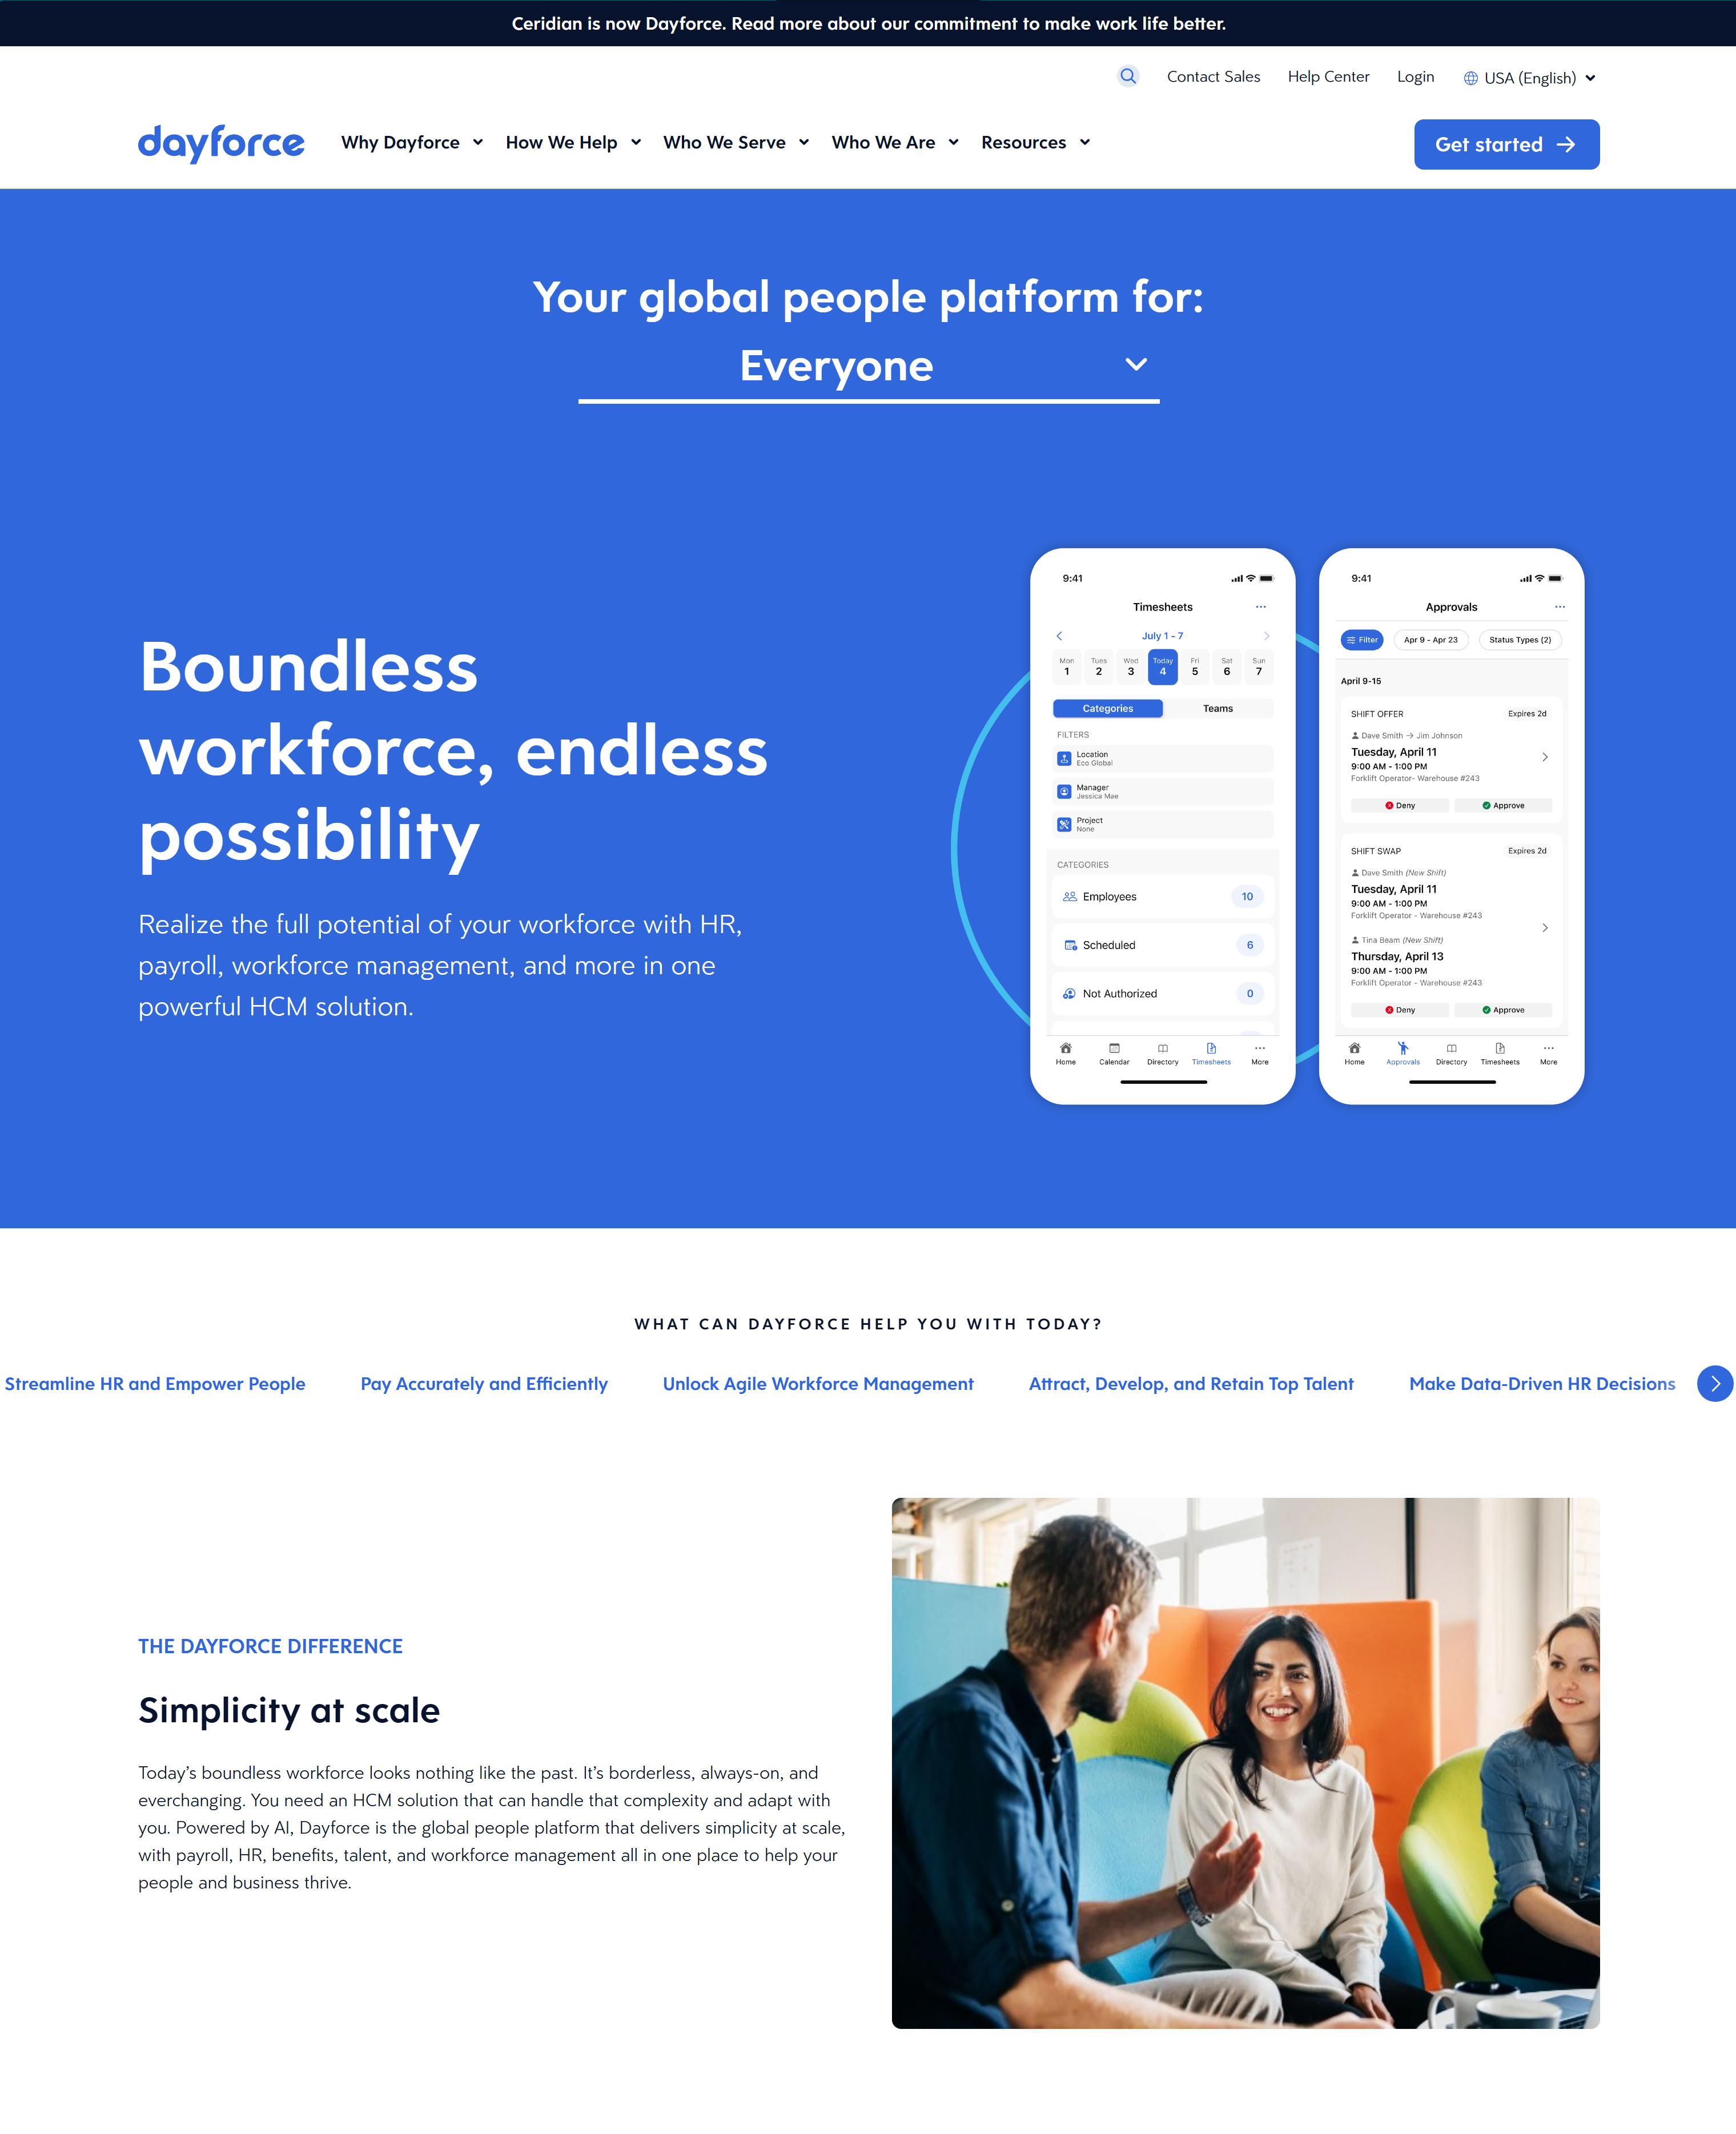 Ceridian is now Dayforce. Read more about our commitment to make work life better.
Contact Sales Help Center Login USA (English)
dayforce Why Dayforce How We Help Who We Serve Who We Are Resources Get started
Your global people platform for:
Everyone
Boundless
workforce, endless
possibility
Realize the full potential of your workforce with HR,
payroll, workforce management, and more in one
powerful HCM solution.
9:41
Timesheets
July 1 - 7
Mon Tues Wed Today Fri Sat Sun
1 2 3 4 5 6 7
Categories Teams
FILTERS
Location
Eco Global
Manager
Jessica Mae
Project
None
CATEGORIES
Employees 10
Scheduled 6
Not Authorized 0
Home Calendar Directory Timesheets More
9:41
Approvals
Filter Apr 9 - Apr 23 Status Types (2)
April 9-15
SHIFT OFFER Expires 2d
Dave Smith → Jim Johnson
Tuesday, April 11
9:00 AM - 1:00 PM
Forklift Operator- Warehouse #243
Deny Approve
SHIFT SWAP Expires 2d
Dave Smith (New Shift)
Tuesday, April 11
9:00 AM - 1:00 PM
Forklift Operator - Warehouse #243
Tina Beam (New Shift)
Thursday, April 13
9:00 AM - 1:00 PM
Forklift Operator - Warehouse #243
Deny Approve
Home Approvals Directory Timesheets More
WHAT CAN DAYFORCE HELP YOU WITH TODAY?
Streamline HR and Empower People Pay Accurately and Efficiently Unlock Agile Workforce Management Attract, Develop, and Retain Top Talent Make Data-Driven HR Decisions
THE DAYFORCE DIFFERENCE
Simplicity at scale
Today’s boundless workforce looks nothing like the past. It’s borderless, always-on, and
everchanging. You need an HCM solution that can handle that complexity and adapt with
you. Powered by AI, Dayforce is the global people platform that delivers simplicity at scale,
with payroll, HR, benefits, talent, and workforce management all in one place to help your
people and business thrive.